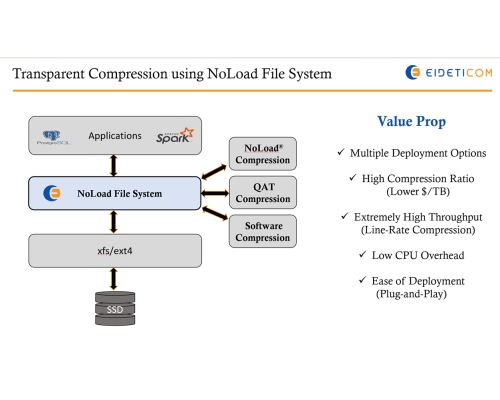 Transparent Compression using NoLoad File System
EIDETICOM
PostgreSQL
Applications
APACHE
Spark
NoLoad File System
xfs/ext4
SSD
NoLoad®
Compression
QAT
Compression
Software
Compression
Value Prop
✓ Multiple Deployment Options
✓ High Compression Ratio
(Lower $/TB)
✓ Extremely High Throughput
(Line-Rate Compression)
✓ Low CPU Overhead
✓ Ease of Deployment
(Plug-and-Play)